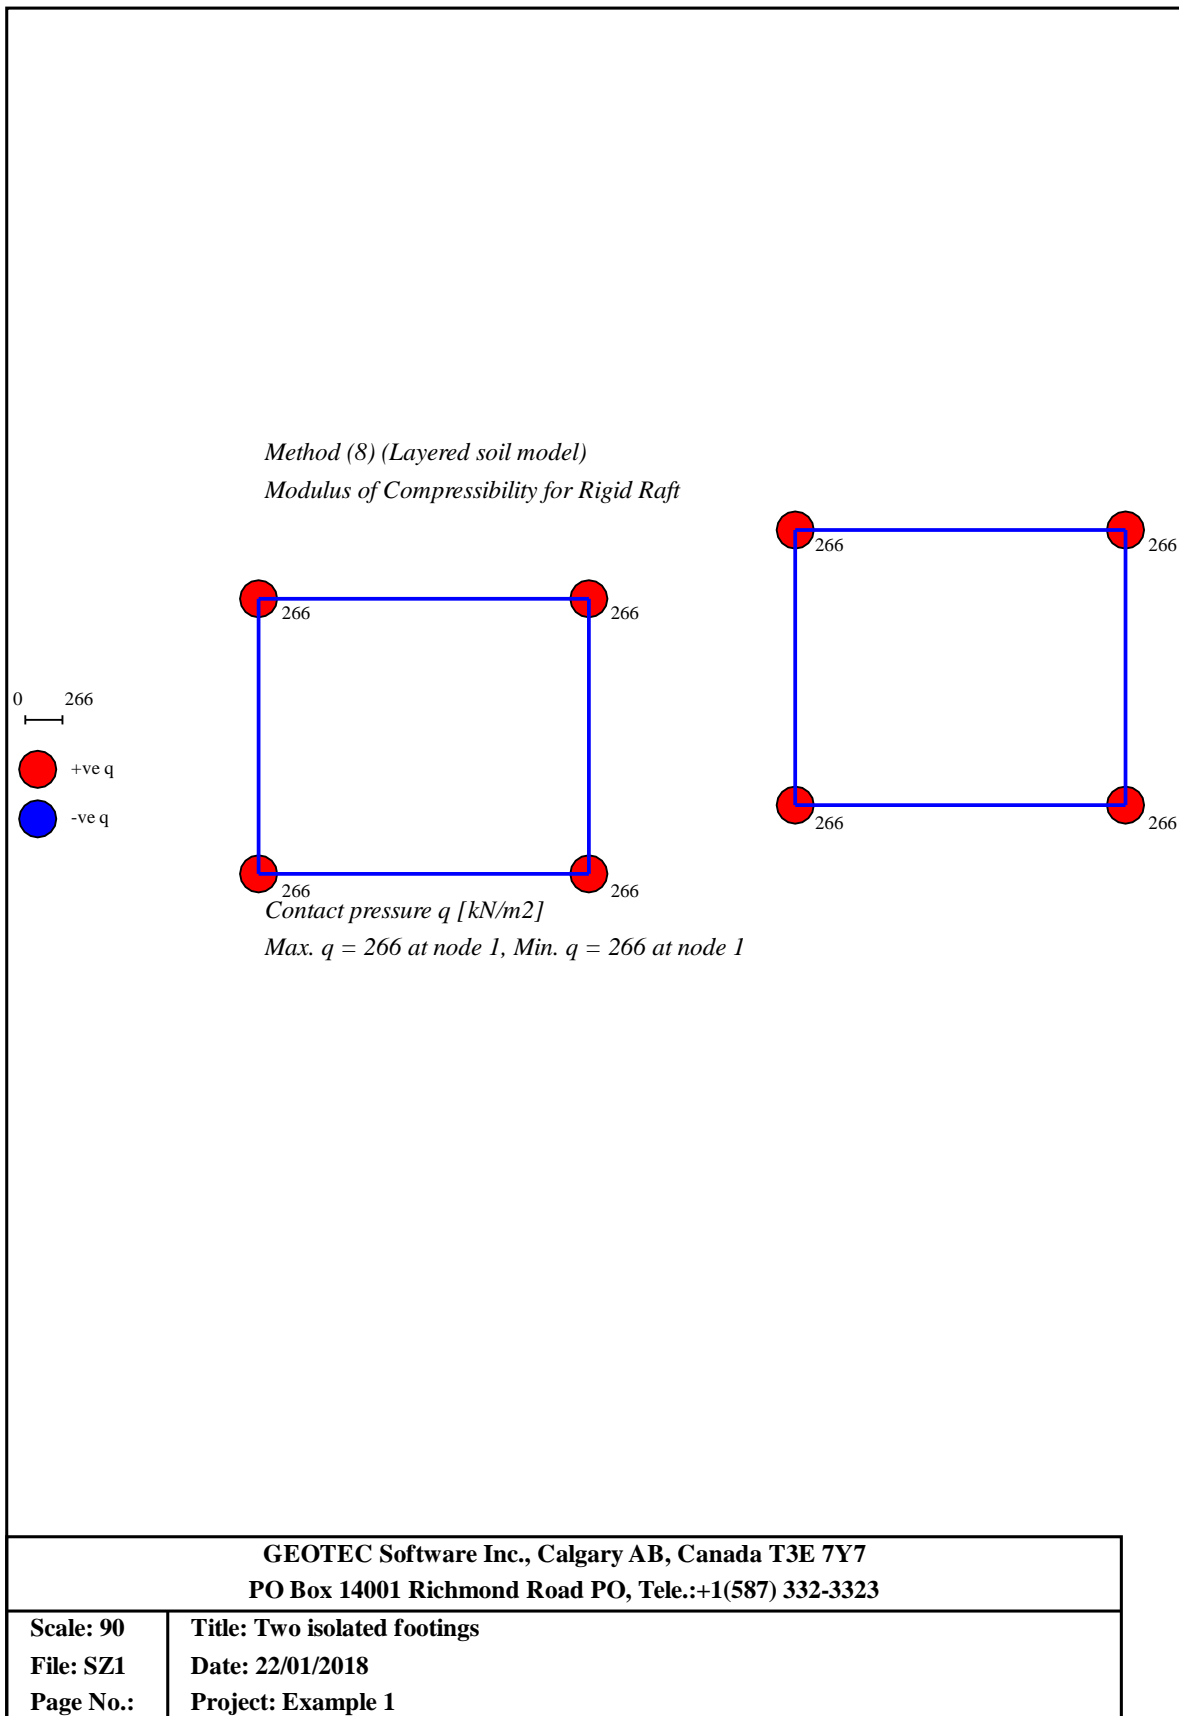 Method (8) (Layered soil model)
Modulus of Compressibility for Rigid Raft
266 266
266 266
0 266
+ve q
-ve q
266 266
266 266
Contact pressure q [kN/m2]
Max. q = 266 at node 1, Min. q = 266 at node 1
GEOTEC Software Inc., Calgary AB, Canada T3E 7Y7
PO Box 14001 Richmond Road PO, Tele.:+1(587) 332-3323
Scale: 90 Title: Two isolated footings
File: SZ1 Date: 22/01/2018
Page No.: Project: Example 1